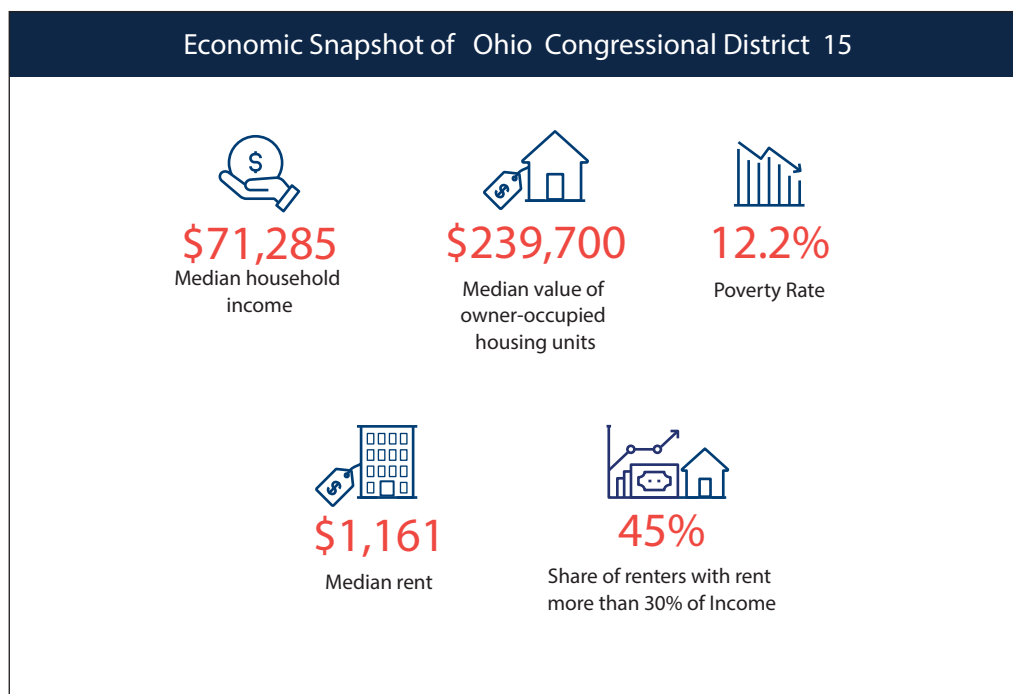 Economic Snapshot of Ohio Congressional District 15
$
$
$71,285
Median household
income
$239,700
Median value of
owner-occupied
housing units
12.2%
Poverty Rate
$
$1,161
Median rent
45%
Share of renters with rent
more than 30% of Income